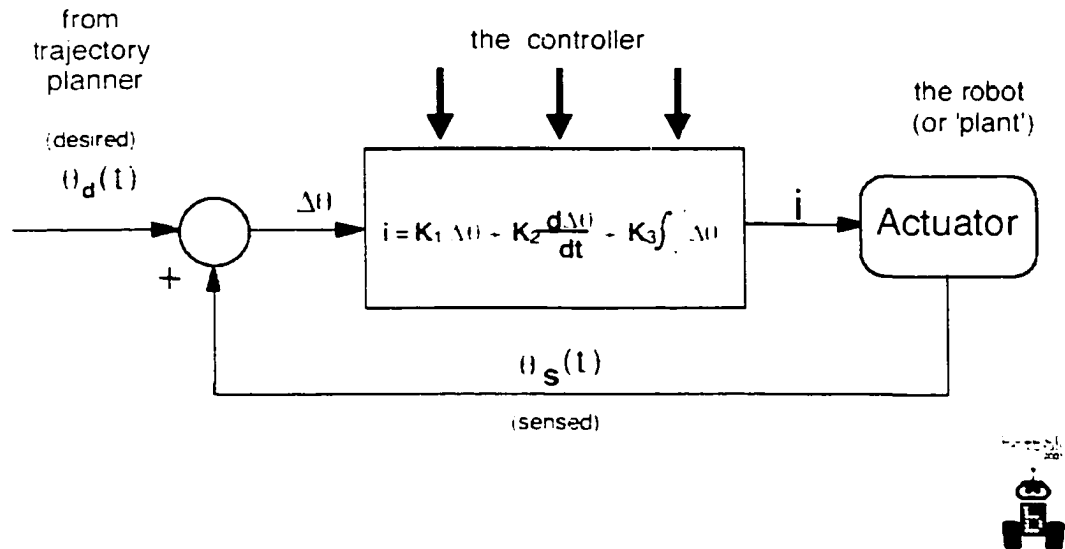 from
trajectory
planner
(desired)
θd(t)
the controller
the robot
(or 'plant')
+
Δθ
i = K1 Δθ + K2 dΔθ/dt + K3∫ Δθ
i
Actuator
θs(t)
(sensed)